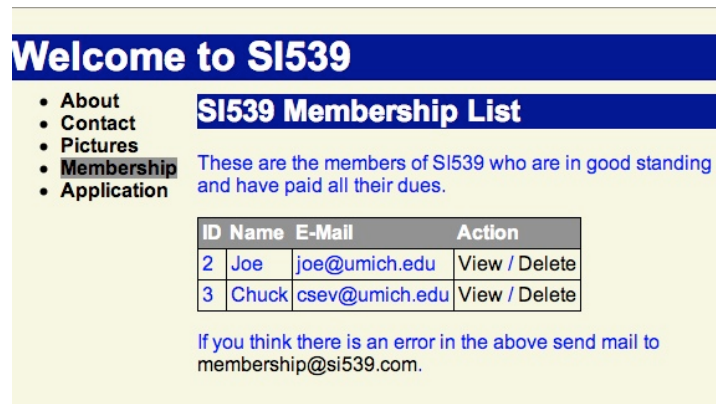 Welcome to SI539
About
Contact
Pictures
Membership
Application
SI539 Membership List
These are the members of SI539 who are in good standing
and have paid all their dues.
ID Name E-Mail Action
2 Joe joe@umich.edu View / Delete
3 Chuck csev@umich.edu View / Delete
If you think there is an error in the above send mail to
membership@si539.com.